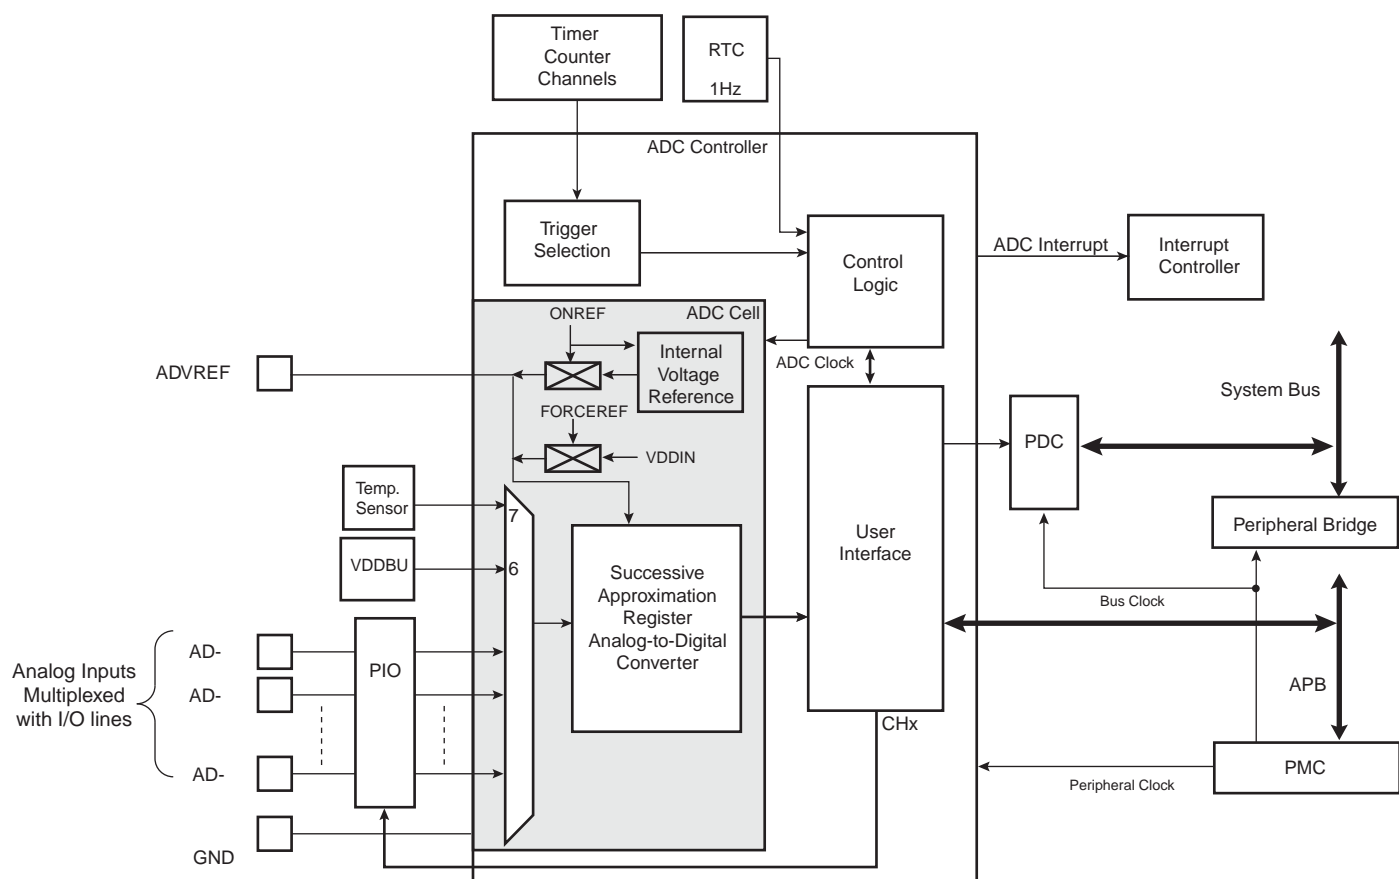 Timer
Counter
Channels
RTC
1Hz
ADC Controller
Trigger
Selection
Control
Logic
ADC Interrupt
Interrupt
Controller
ONREF
ADC Cell
Internal
Voltage
Reference
ADC Clock
ADVREF
FORCEREF
VDDIN
System Bus
PDC
Temp.
Sensor
7
VDDBU
6
Peripheral Bridge
User
Interface
Successive
Approximation
Register
Analog-to-Digital
Converter
Bus Clock
Analog Inputs
Multiplexed
with I/O lines
AD-
AD-
AD-
PIO
APB
CHx
PMC
Peripheral Clock
GND